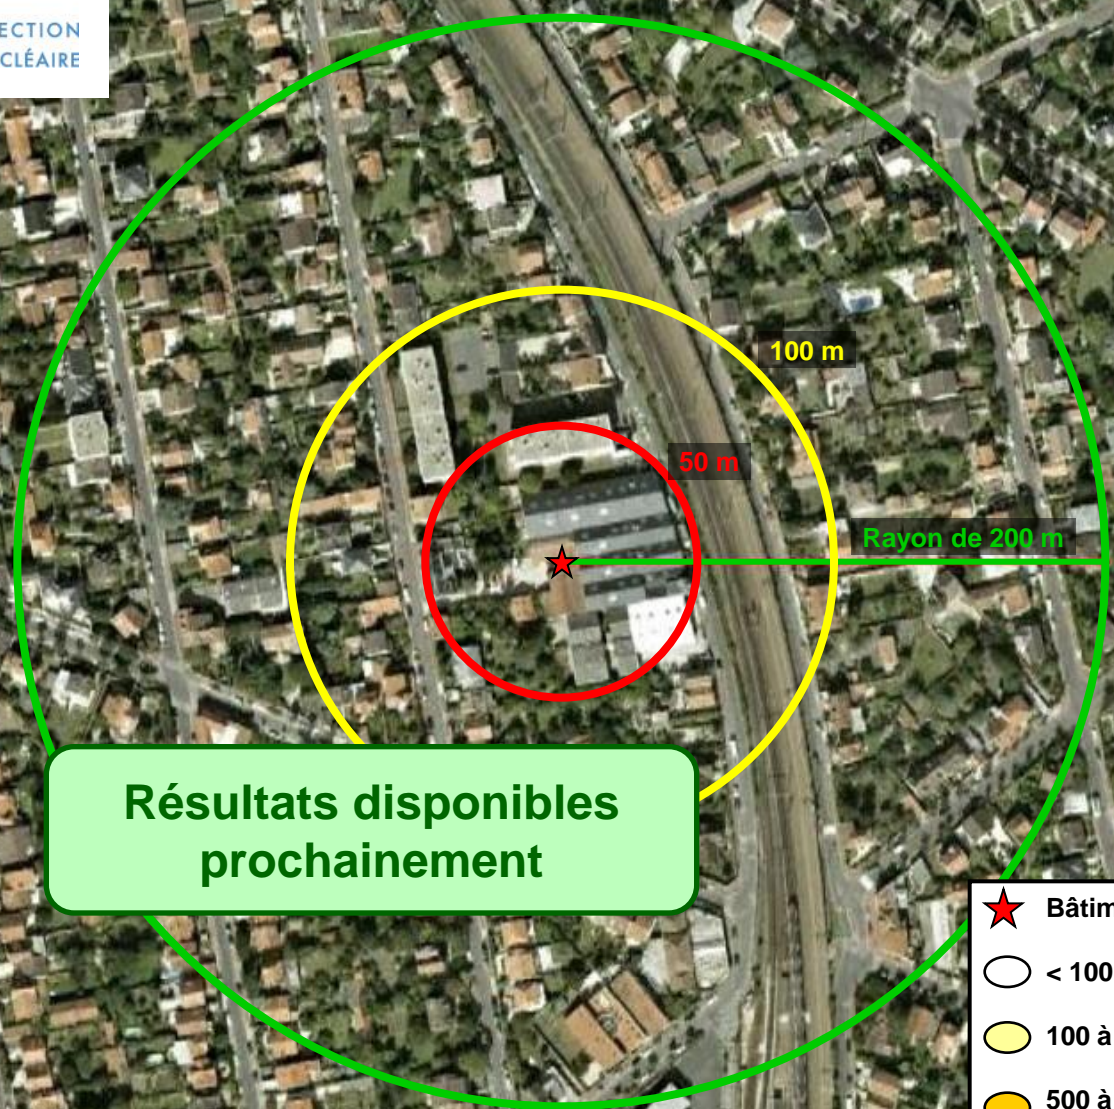 ECTION
CLÉAIRE
100 m
50 m
Rayon de 200 m
Résultats disponibles
prochainement
Bâtim
< 100
100 à
500 à